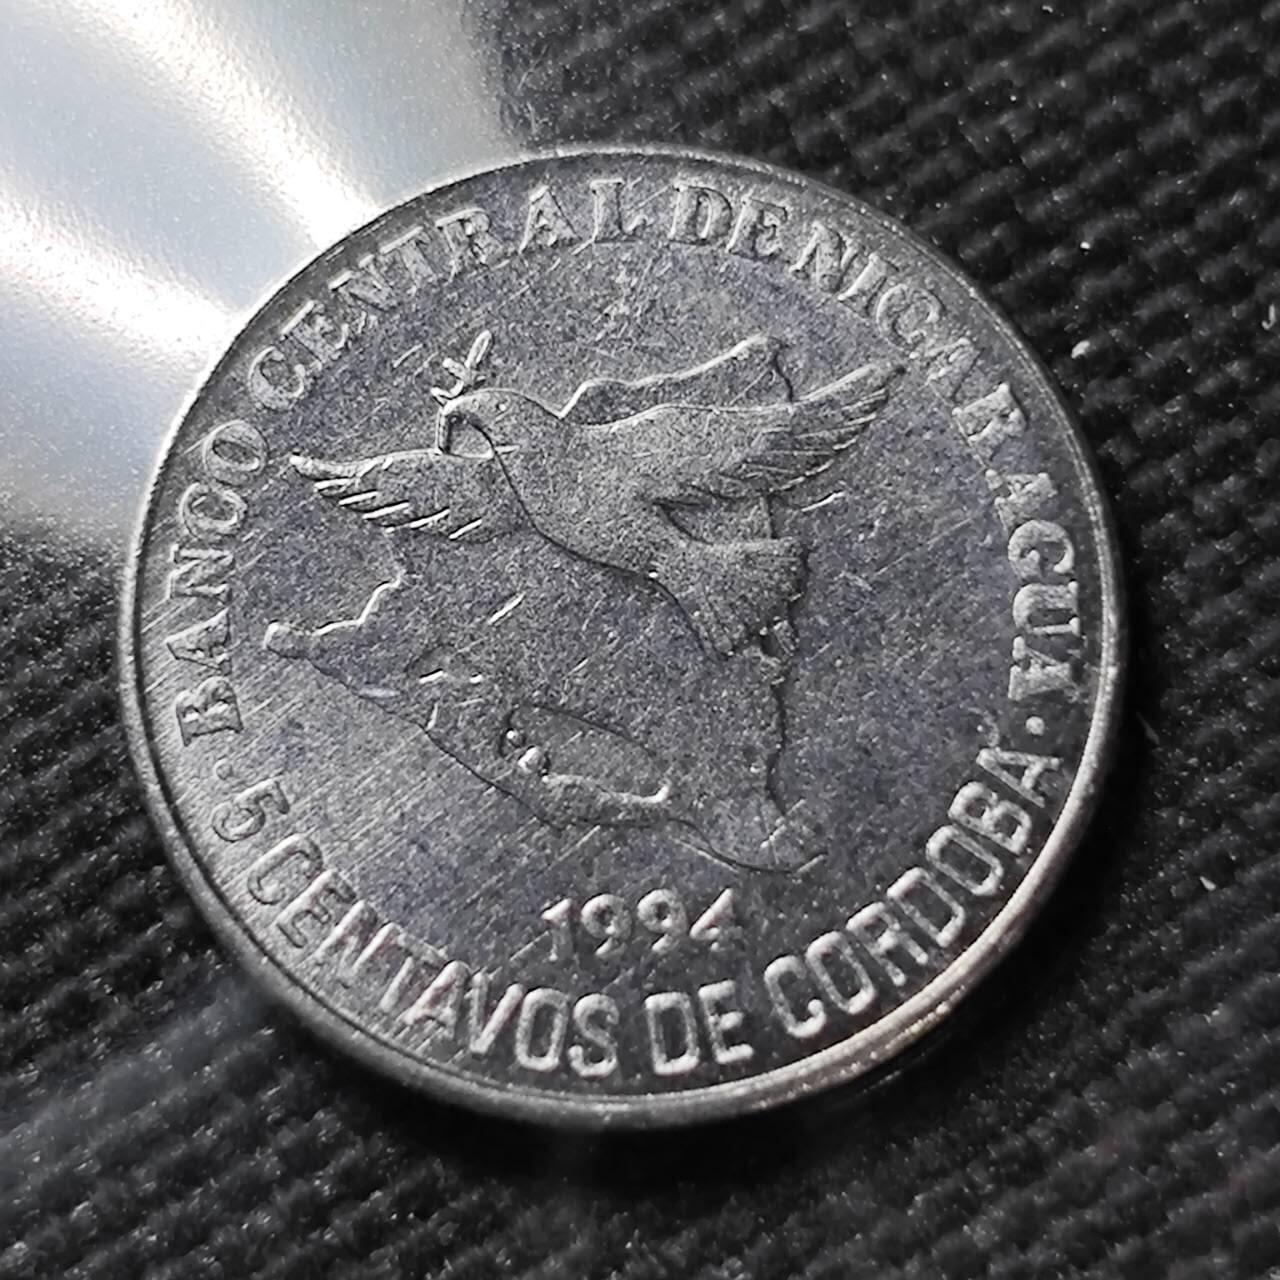 BANCO CENTRAL DE NICARAGUA
1994
· 5 CENTAVOS DE CORDOBA ·